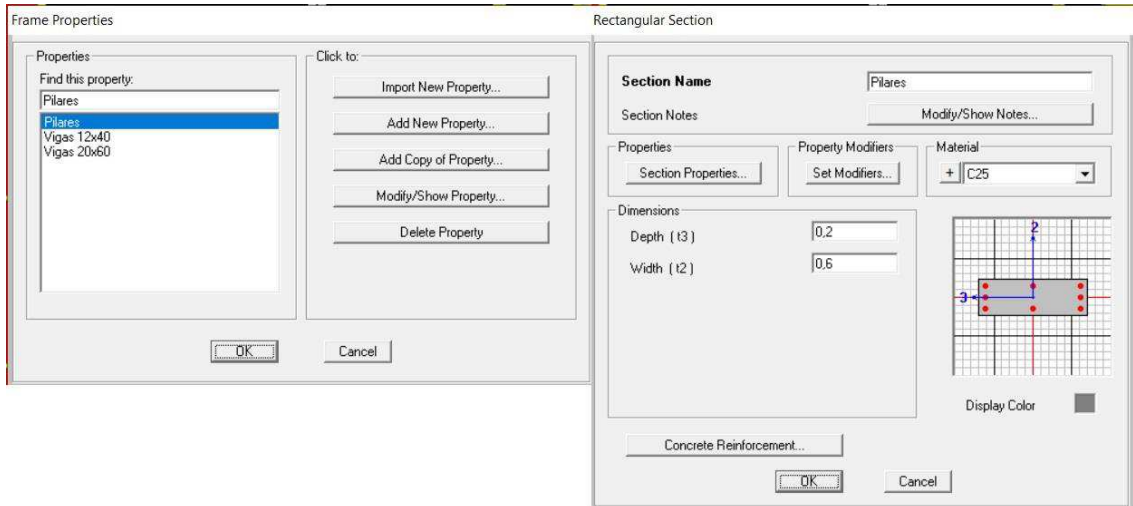 Frame Properties
Properties
Find this property:
Pilares
Pilares
Vigas 12x40
Vigas 20x60
Click to:
Import New Property...
Add New Property...
Add Copy of Property...
Modify/Show Property...
Delete Property
OK
Cancel
Rectangular Section
Section Name
Pilares
Section Notes
Modify/Show Notes...
Properties
Section Properties...
Property Modifiers
Set Modifiers...
Material
+ C25
Dimensions
Depth ( t3 )
0,2
Width ( t2 )
0,6
2
3
Display Color
Concrete Reinforcement...
OK
Cancel